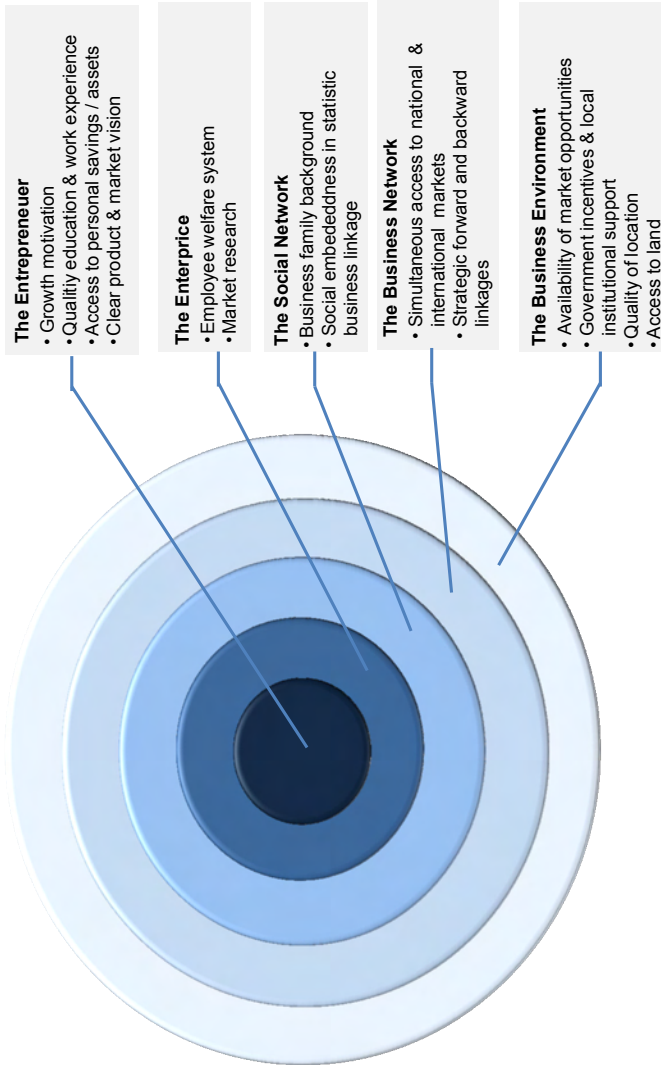 The Entrepreneuer
• Growth motivation
• Qualitiy education & work experience
• Access to personal savings / assets
• Clear product & market vision
The Enterprice
• Employee welfare system
• Market research
The Social Network
• Business family background
• Social embededdness in statistic
business linkage
The Business Network
• Simultaneous access to national &
international markets
• Strategic forward and backward
linkages
The Business Environment
• Availability of market opportunities
• Government incentives & local
institutional support
• Quality of location
• Access to land